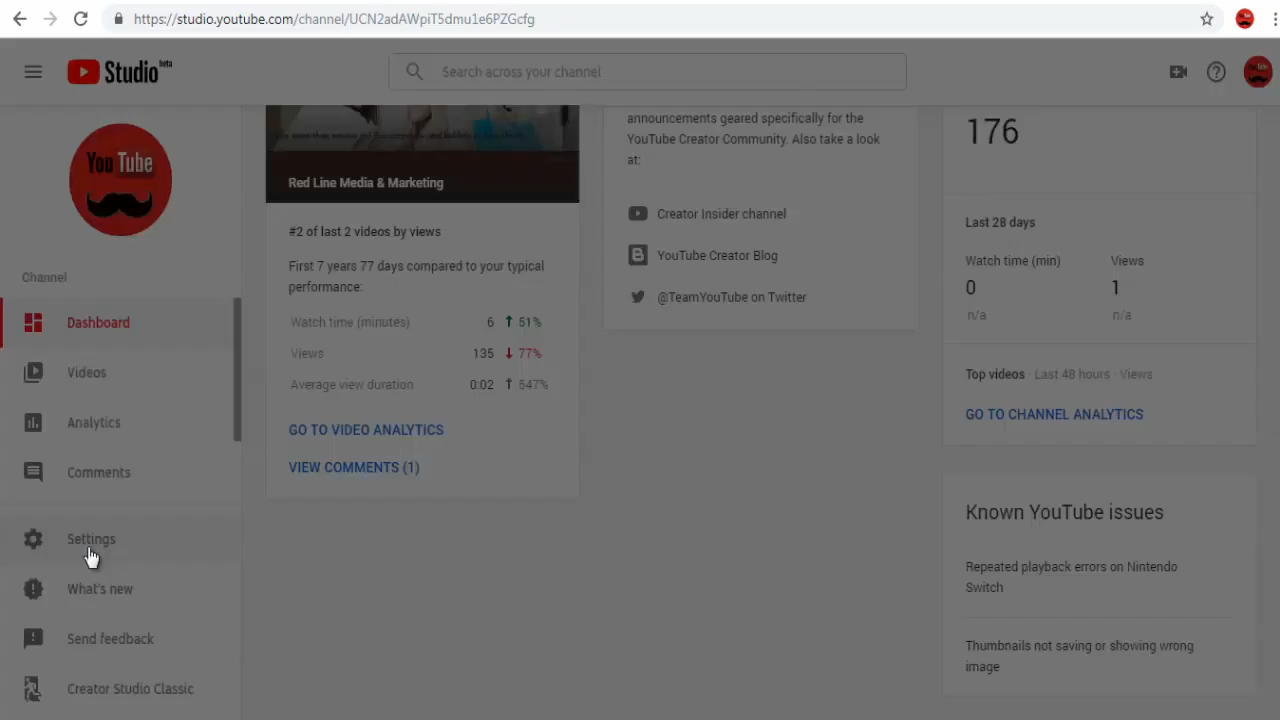 https://studio.youtube.com/channel/UCN2adAWpiT5dmu1e6PZGcfg
Studio beta
Search across your channel
You Tube
Channel
Dashboard
Videos
Analytics
Comments
Settings
What's new
Send feedback
Creator Studio Classic
Red Line Media & Marketing
#2 of last 2 videos by views
First 7 years 77 days compared to your typical
performance:
Watch time (minutes) 6 51%
Views 135 77%
Average view duration 0:02 547%
GO TO VIDEO ANALYTICS
VIEW COMMENTS (1)
announcements geared specifically for the
YouTube Creator Community. Also take a look
at:
Creator Insider channel
YouTube Creator Blog
@TeamYouTube on Twitter
176
Last 28 days
Watch time (min) Views
0 1
n/a n/a
Top videos · Last 48 hours · Views
GO TO CHANNEL ANALYTICS
Known YouTube issues
Repeated playback errors on Nintendo
Switch
Thumbnails not saving or showing wrong
image